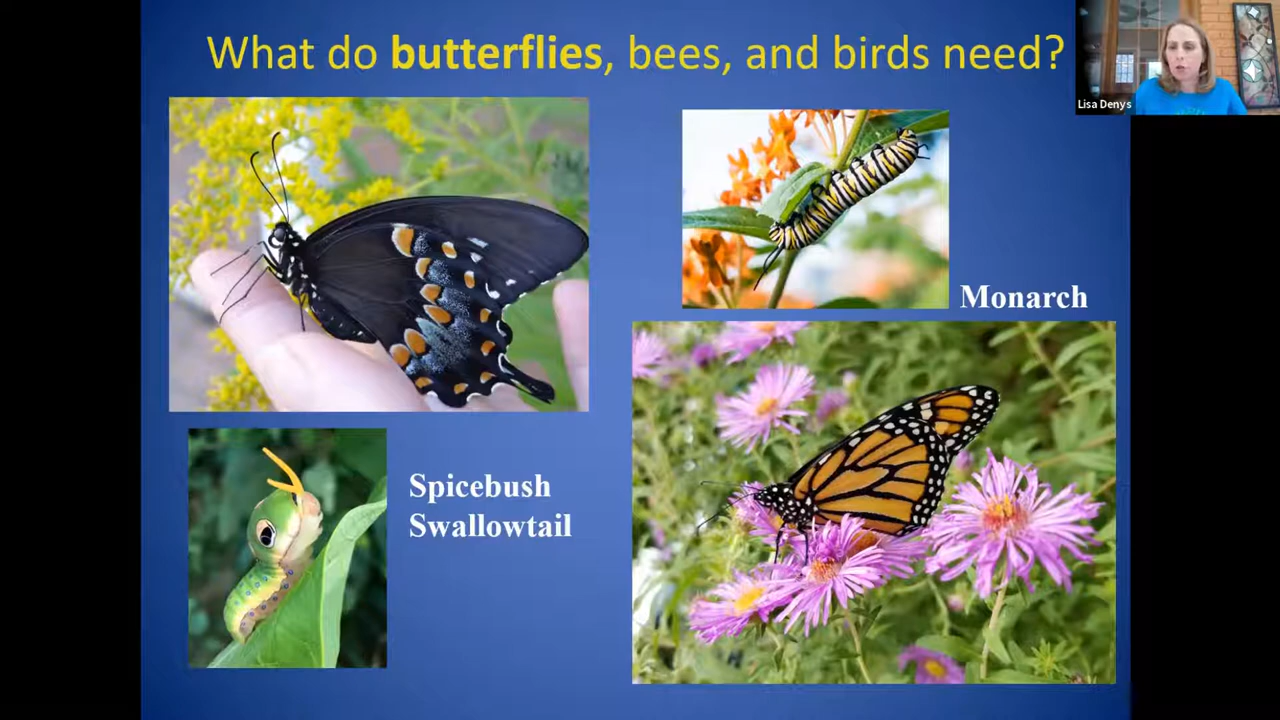 What do butterflies, bees, and birds need?
Lisa Denys
Monarch
Spicebush
Swallowtail